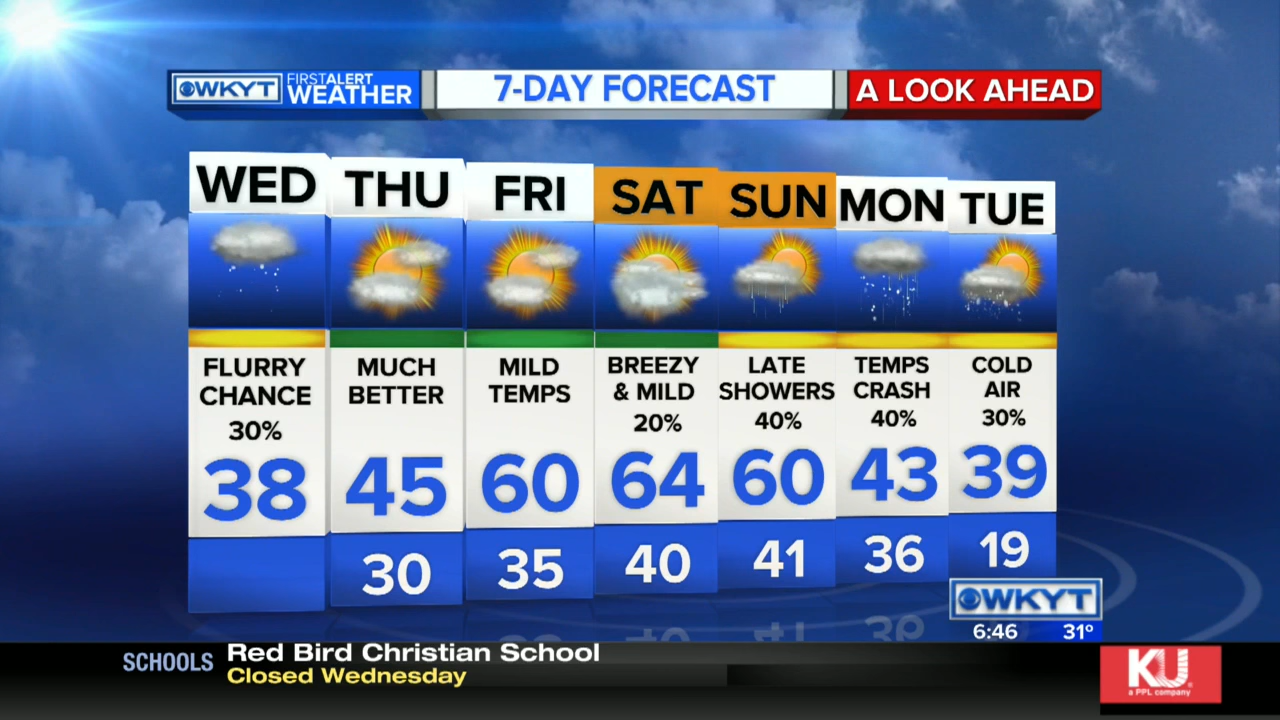 WKYT FIRST ALERT WEATHER
7-DAY FORECAST
A LOOK AHEAD
WED THU FRI SAT SUN MON TUE
FLURRY CHANCE
30%
38
MUCH BETTER
45
30
MILD TEMPS
60
35
BREEZY & MILD
20%
64
40
LATE SHOWERS
40%
60
41
TEMPS CRASH
40%
43
36
COLD AIR
30%
39
19
WKYT
6:46 31°
SCHOOLS
Red Bird Christian School
Closed Wednesday
KU
a PPL company